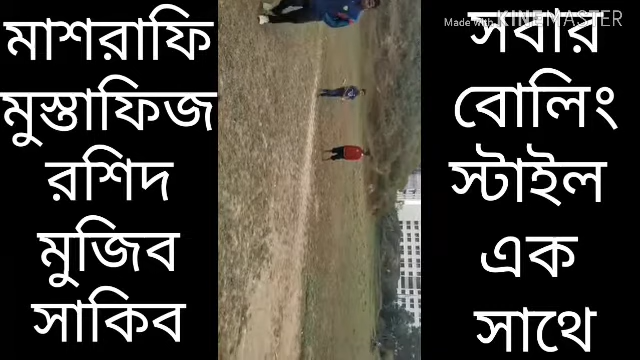 মাশরাফি
মুস্তাফিজ
রশিদ
মুজিব
সাকিব
Made with KINEMASTER
সবার
বোলিং
স্টাইল
এক
সাথে